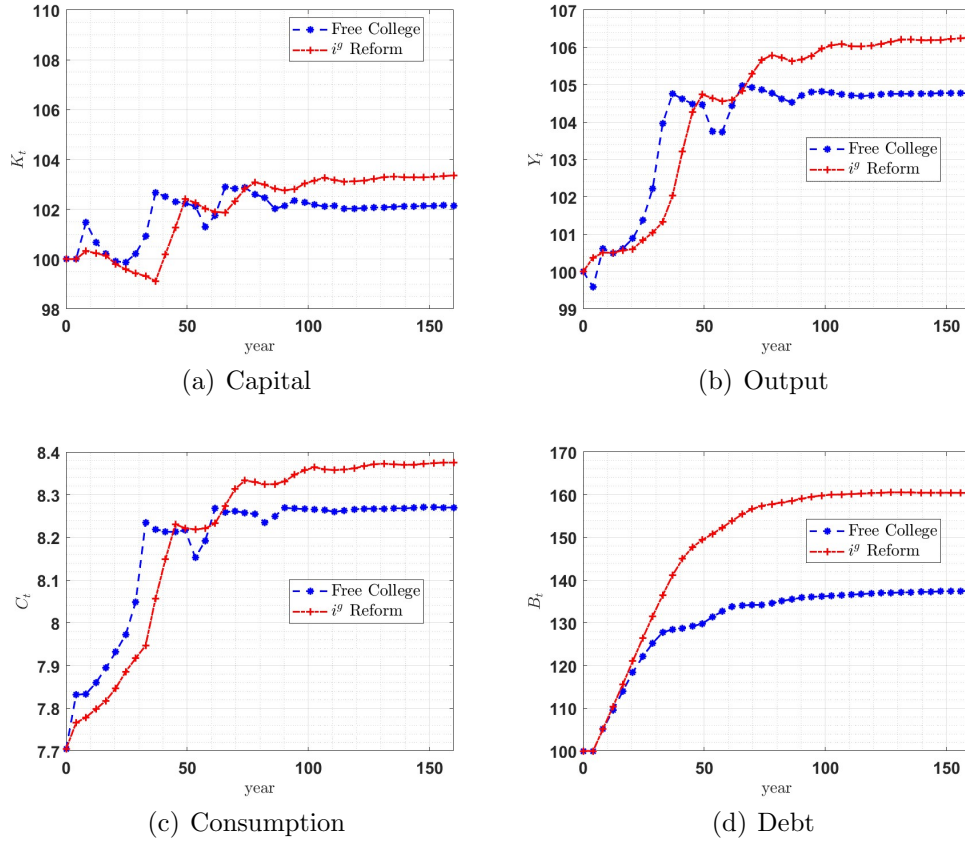 110
108
106
104
102
100
98
K_t
0
50
100
150
year
Free College
i^g Reform
(a) Capital
107
106
105
104
103
102
101
100
99
Y_t
0
50
100
150
year
Free College
i^g Reform
(b) Output
8.4
8.3
8.2
8.1
8
7.9
7.8
7.7
C_t
0
50
100
150
year
Free College
i^g Reform
(c) Consumption
170
160
150
140
130
120
110
100
B_t
0
50
100
150
year
Free College
i^g Reform
(d) Debt